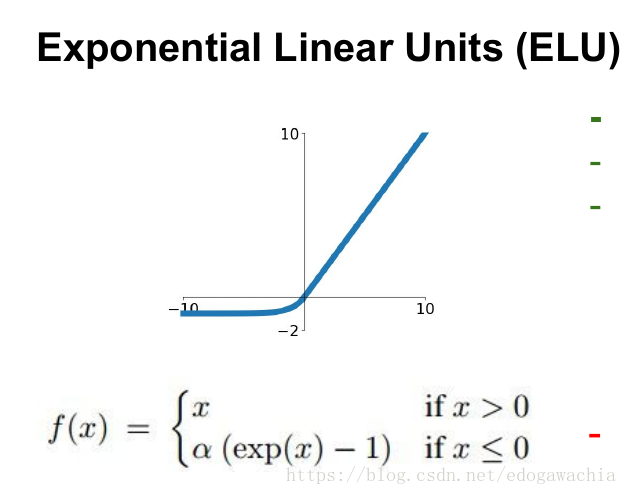 Exponential Linear Units (ELU)
-
-
-
10
−10
10
−2
f(x) = { x if x > 0
α (exp(x) − 1) if x ≤ 0
-
https://blog.csdn.net/edogawachia